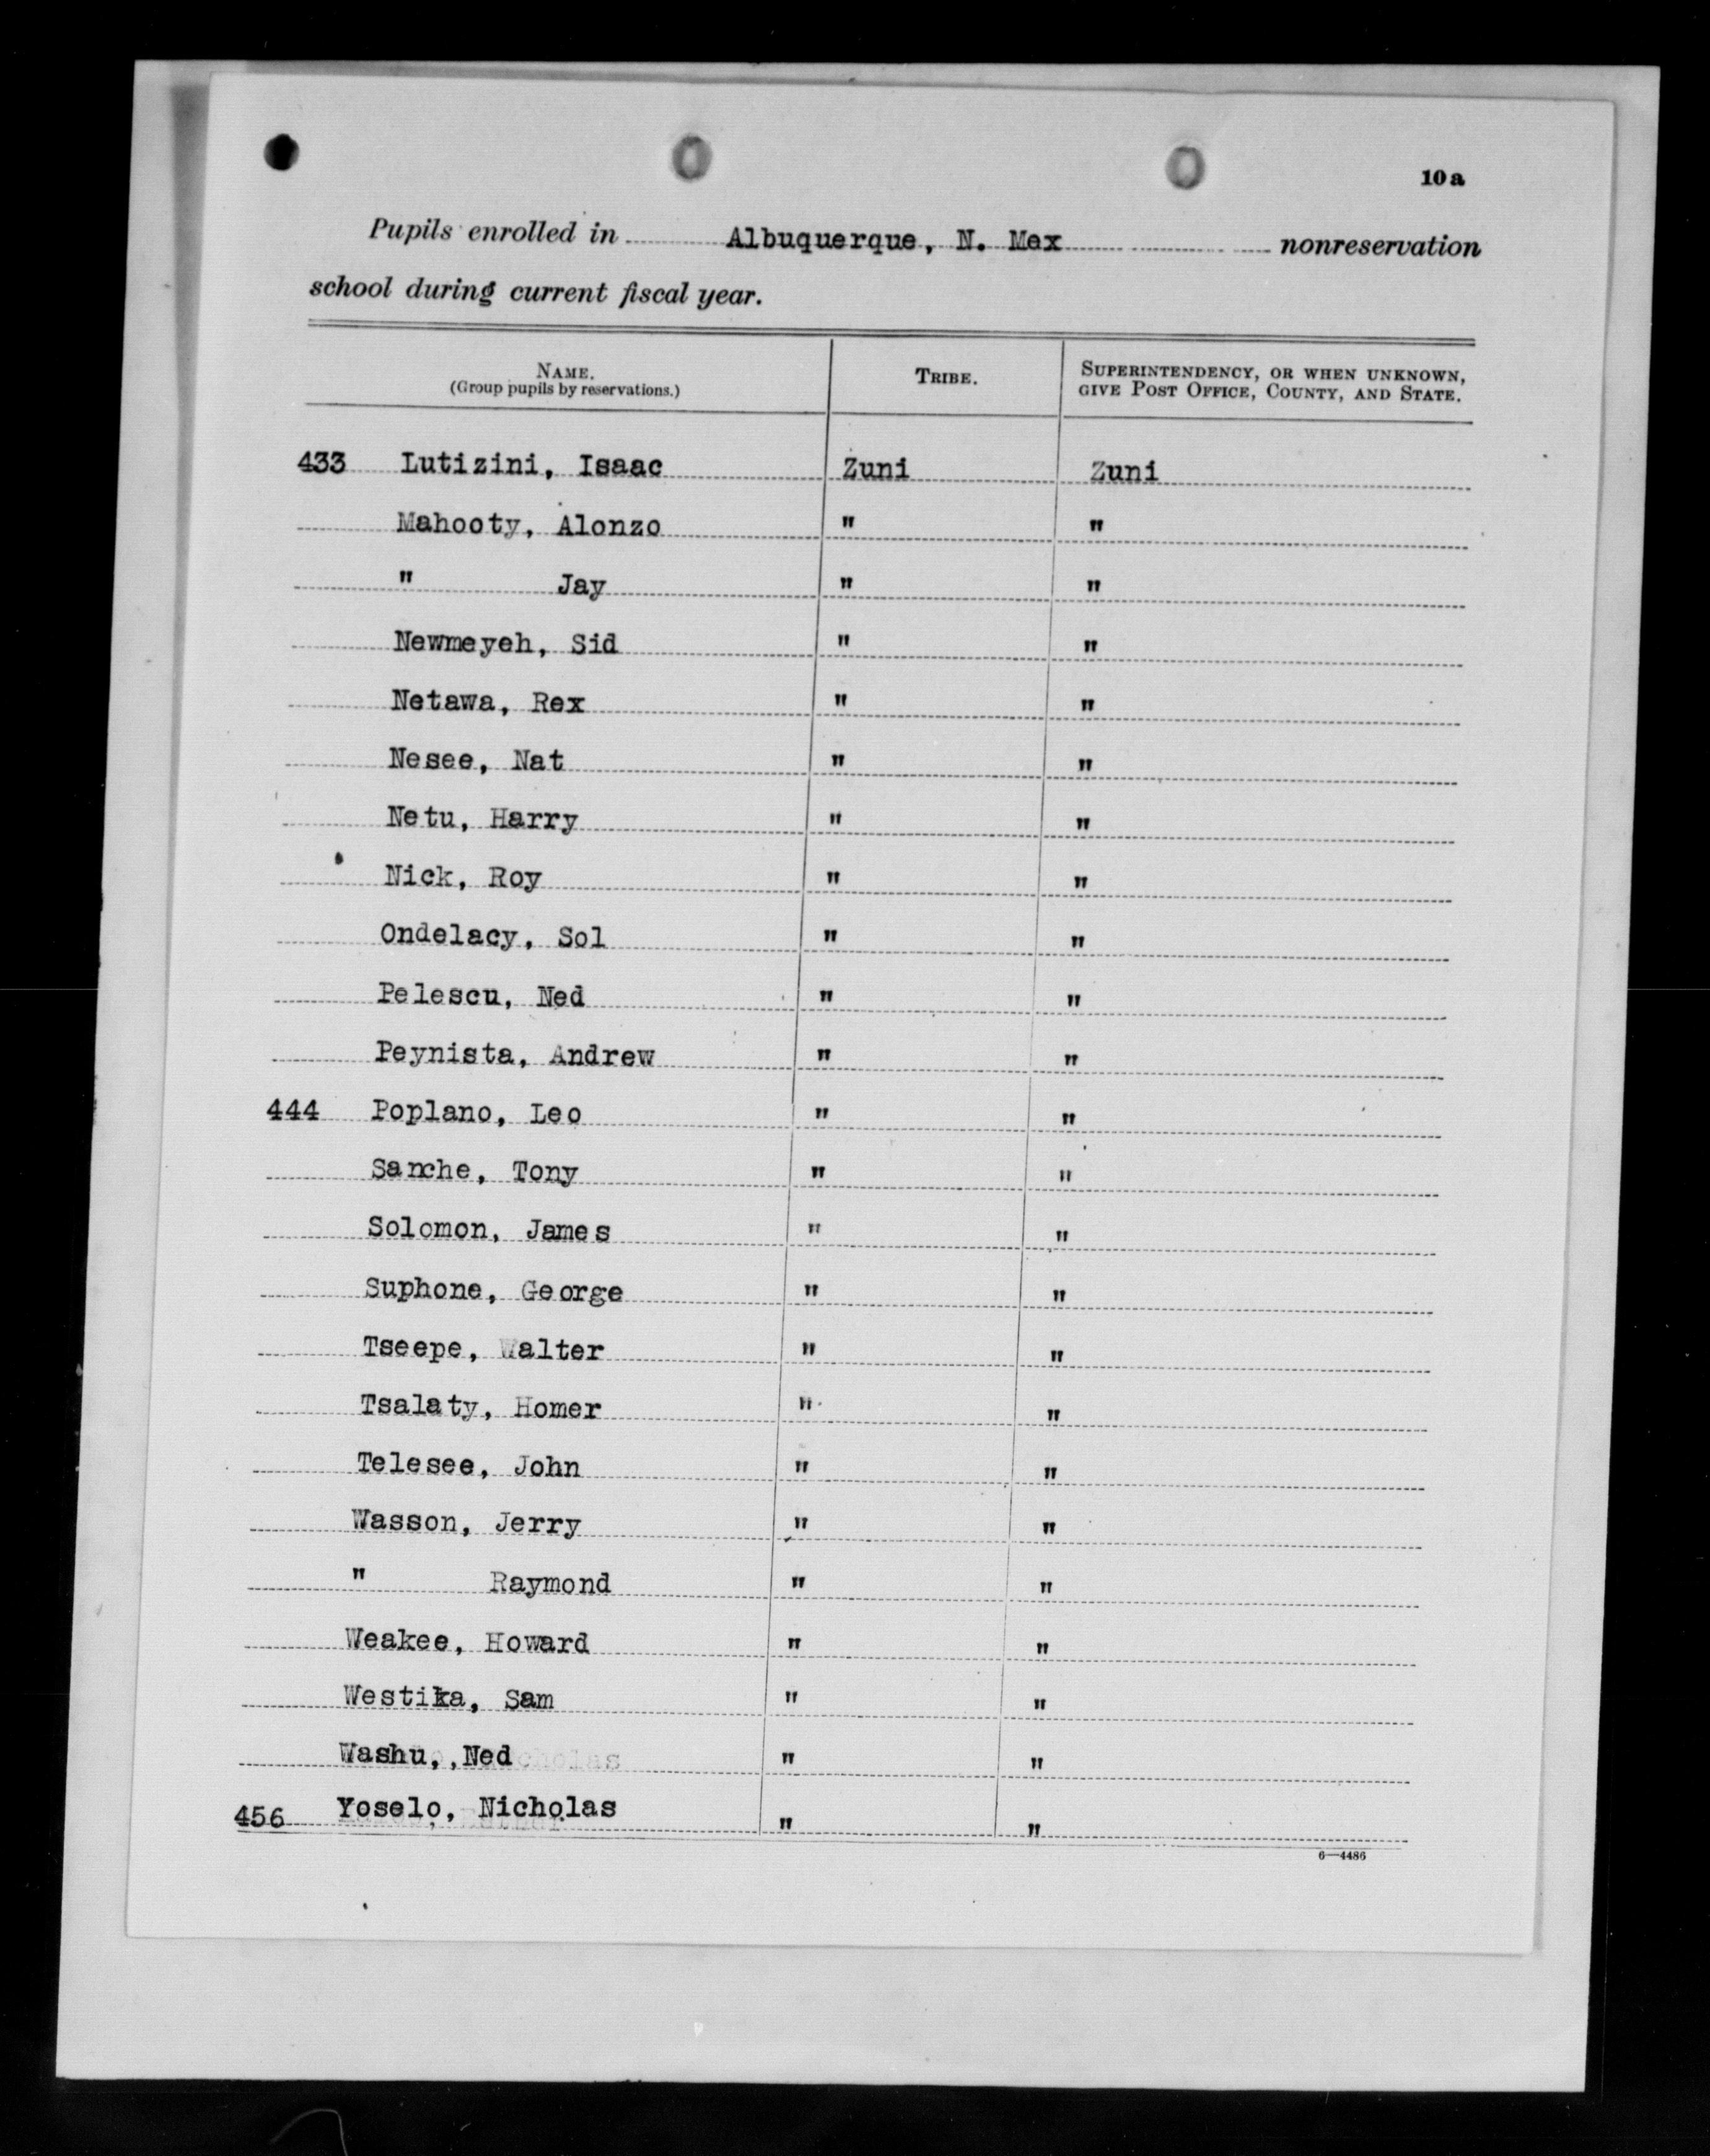 10a
Pupils enrolled in Albuquerque, N. Mex nonreservation
school during current fiscal year.
NAME. TRIBE. SUPERINTENDENCY, OR WHEN UNKNOWN,
(Group pupils by reservations.) GIVE POST OFFICE, COUNTY, AND STATE.
433 Lutizini, Isaac Zuni Zuni
Mahooty, Alonzo " "
" Jay " "
Newmeyeh, Sid " "
Netawa, Rex " "
Nesee, Nat " "
Netu, Harry " "
Nick, Roy " "
Ondelacy, Sol " "
Pelescu, Ned " "
Peynista, Andrew " "
444 Poplano, Leo " "
Sanche, Tony " "
Solomon, James " "
Suphone, George " "
Tseepe, Walter " "
Tsalaty, Homer " "
Telesee, John " "
Wasson, Jerry " "
" Raymond " "
Weakee, Howard " "
Westika, Sam " "
Washu, Ned " "
456 Yoselo, Nicholas " "
6—4486